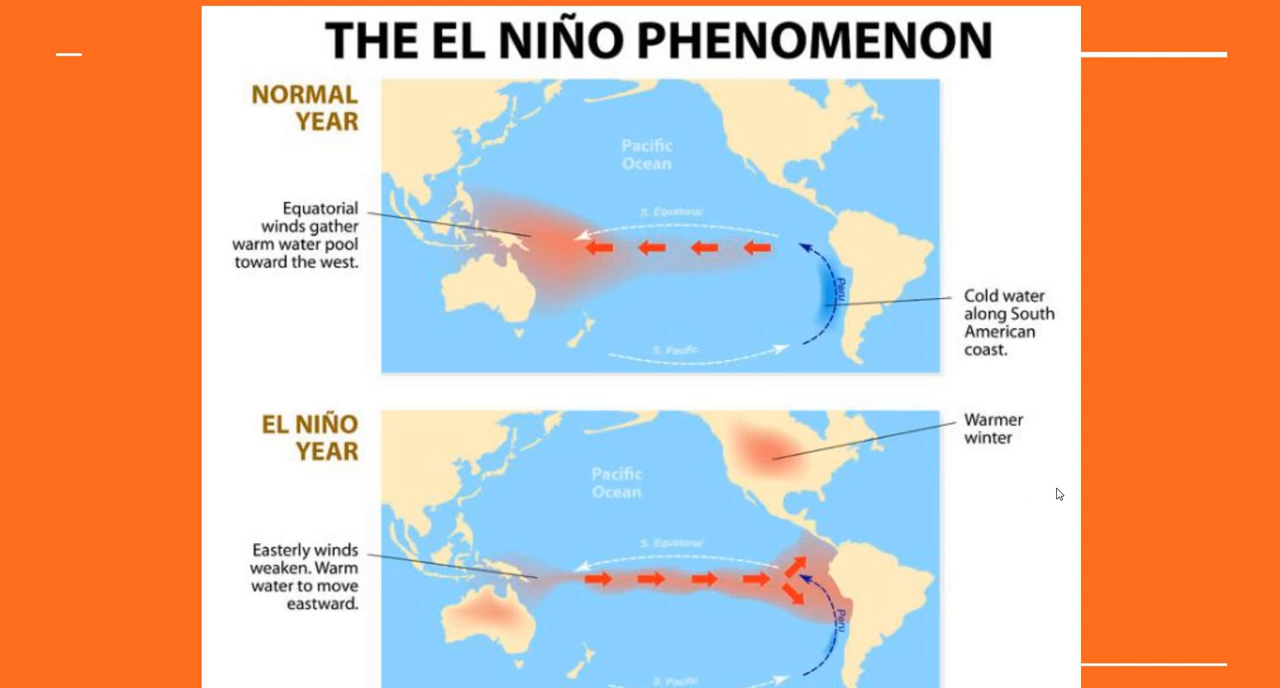 THE EL NIÑO PHENOMENON
NORMAL
YEAR
Pacific
Ocean
Equatorial
winds gather
warm water pool
toward the west.
S. Equatorial
Peru
Cold water
along South
American
coast.
S. Pacific
EL NIÑO
YEAR
Warmer
winter
Pacific
Ocean
Easterly winds
weaken. Warm
water to move
eastward.
S. Equatorial
Peru
S. Pacific